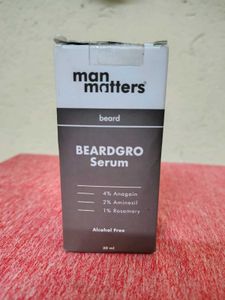 man
matters
beard
BEARDGRO
Serum
4% Anagain
2% Aminexil
1% Rosemary
Alcohol Free
30 ml